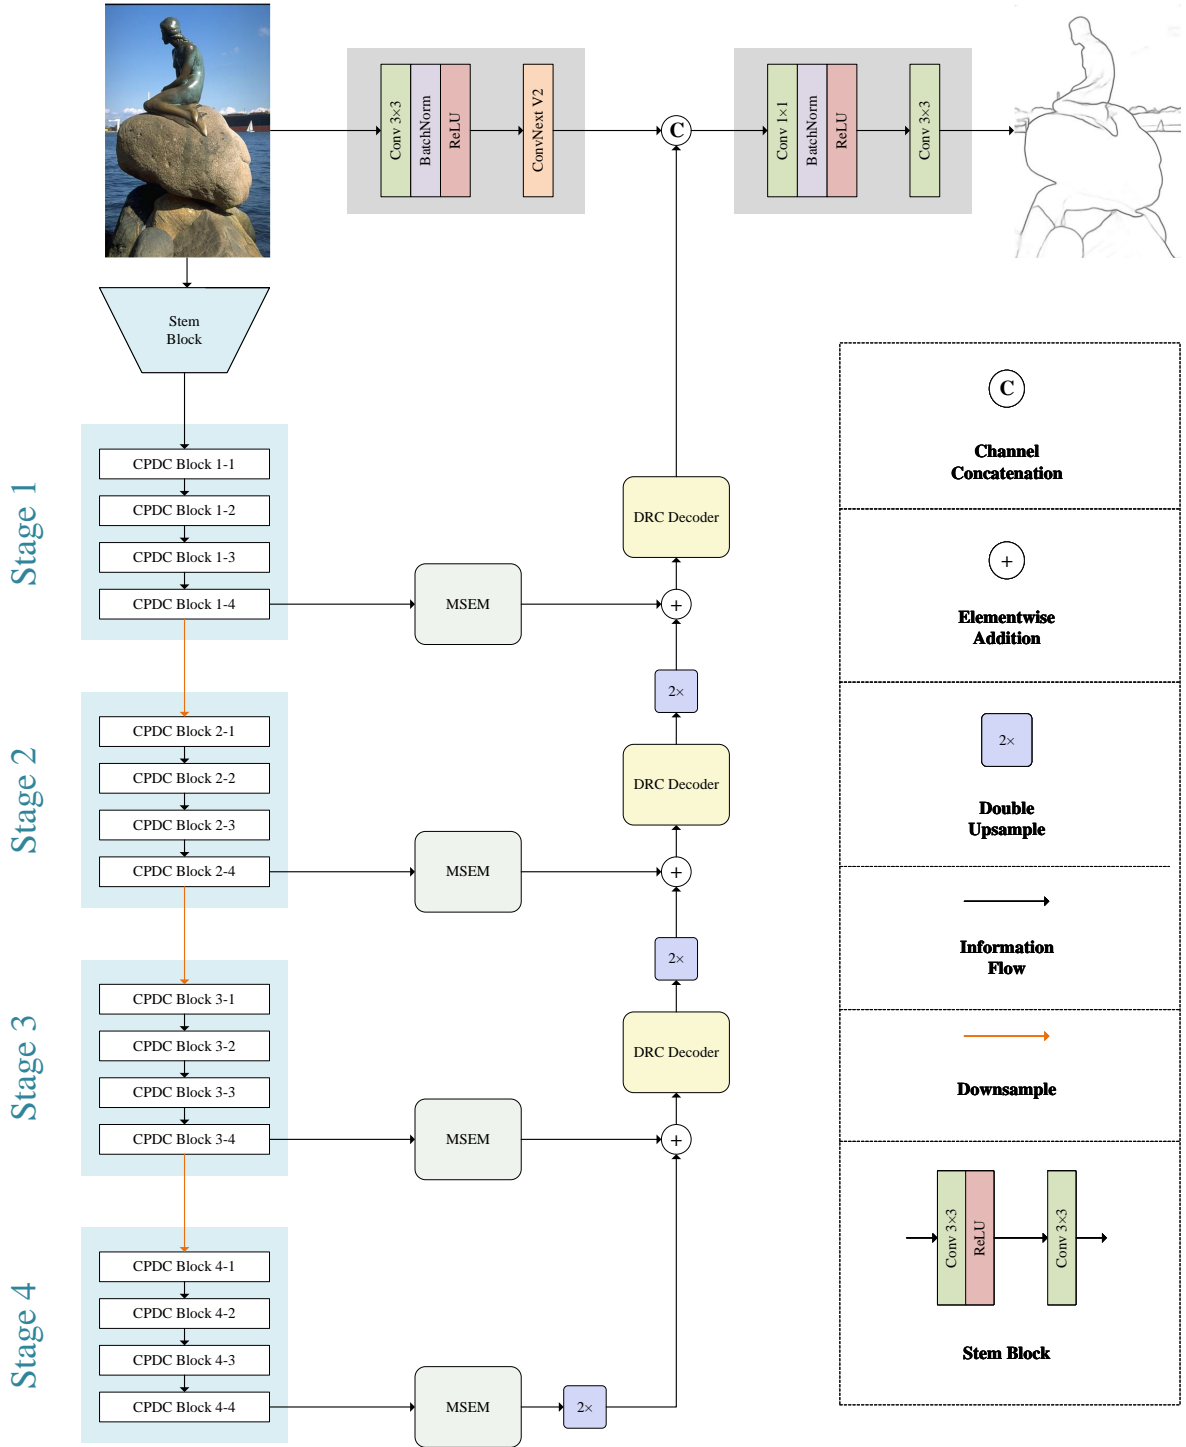 Conv 3×3
BatchNorm
ReLU
ConvNext V2
C
Conv 1×1
BatchNorm
ReLU
Conv 3×3
Stem
Block
Stage 1
CPDC Block 1-1
CPDC Block 1-2
CPDC Block 1-3
CPDC Block 1-4
MSEM
+
DRC Decoder
2×
Stage 2
CPDC Block 2-1
CPDC Block 2-2
CPDC Block 2-3
CPDC Block 2-4
MSEM
+
DRC Decoder
2×
Stage 3
CPDC Block 3-1
CPDC Block 3-2
CPDC Block 3-3
CPDC Block 3-4
MSEM
+
DRC Decoder
Stage 4
CPDC Block 4-1
CPDC Block 4-2
CPDC Block 4-3
CPDC Block 4-4
MSEM
2×
C
Channel
Concatenation
+
Elementwise
Addition
2×
Double
Upsample
Information
Flow
Downsample
Conv 3×3
ReLU
Conv 3×3
Stem Block